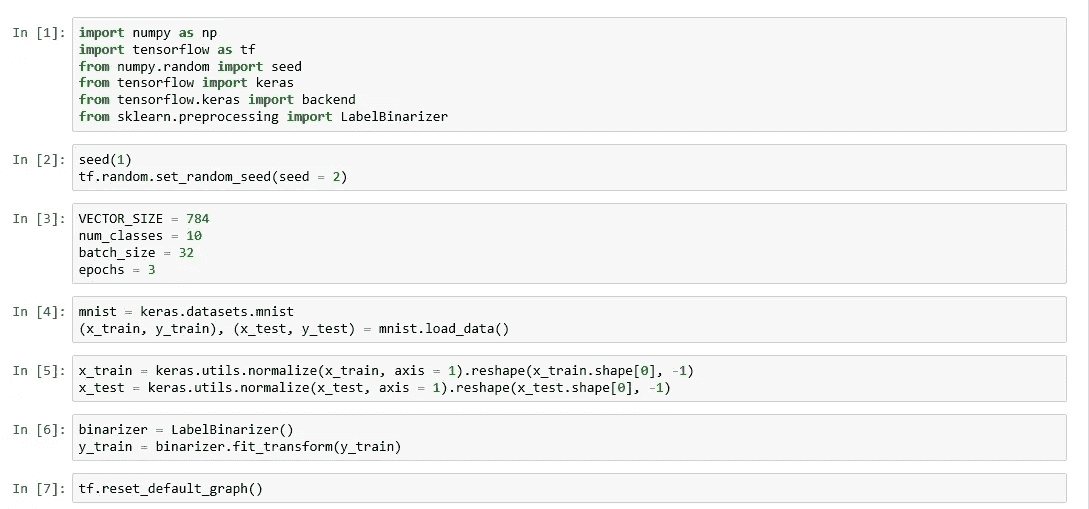 In [1]:
import numpy as np
import tensorflow as tf
from numpy.random import seed
from tensorflow import keras
from tensorflow.keras import backend
from sklearn.preprocessing import LabelBinarizer
In [2]:
seed(1)
tf.random.set_random_seed(seed = 2)
In [3]:
VECTOR_SIZE = 784
num_classes = 10
batch_size = 32
epochs = 3
In [4]:
mnist = keras.datasets.mnist
(x_train, y_train), (x_test, y_test) = mnist.load_data()
In [5]:
x_train = keras.utils.normalize(x_train, axis = 1).reshape(x_train.shape[0], -1)
x_test = keras.utils.normalize(x_test, axis = 1).reshape(x_test.shape[0], -1)
In [6]:
binarizer = LabelBinarizer()
y_train = binarizer.fit_transform(y_train)
In [7]:
tf.reset_default_graph()